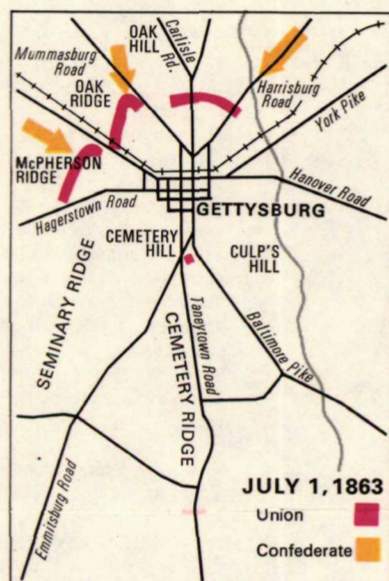 Mummasburg
Road
OAK
HILL
Carlisle
Rd.
OAK
RIDGE
Harrisburg
Road
York Pike
McPHERSON
RIDGE
Hanover Road
Hagerstown Road
GETTYSBURG
CEMETERY
HILL
CULP'S
HILL
SEMINARY RIDGE
CEMETERY RIDGE
Taneytown Road
Baltimore
Pike
Emmitsburg Road
JULY 1, 1863
Union
Confederate